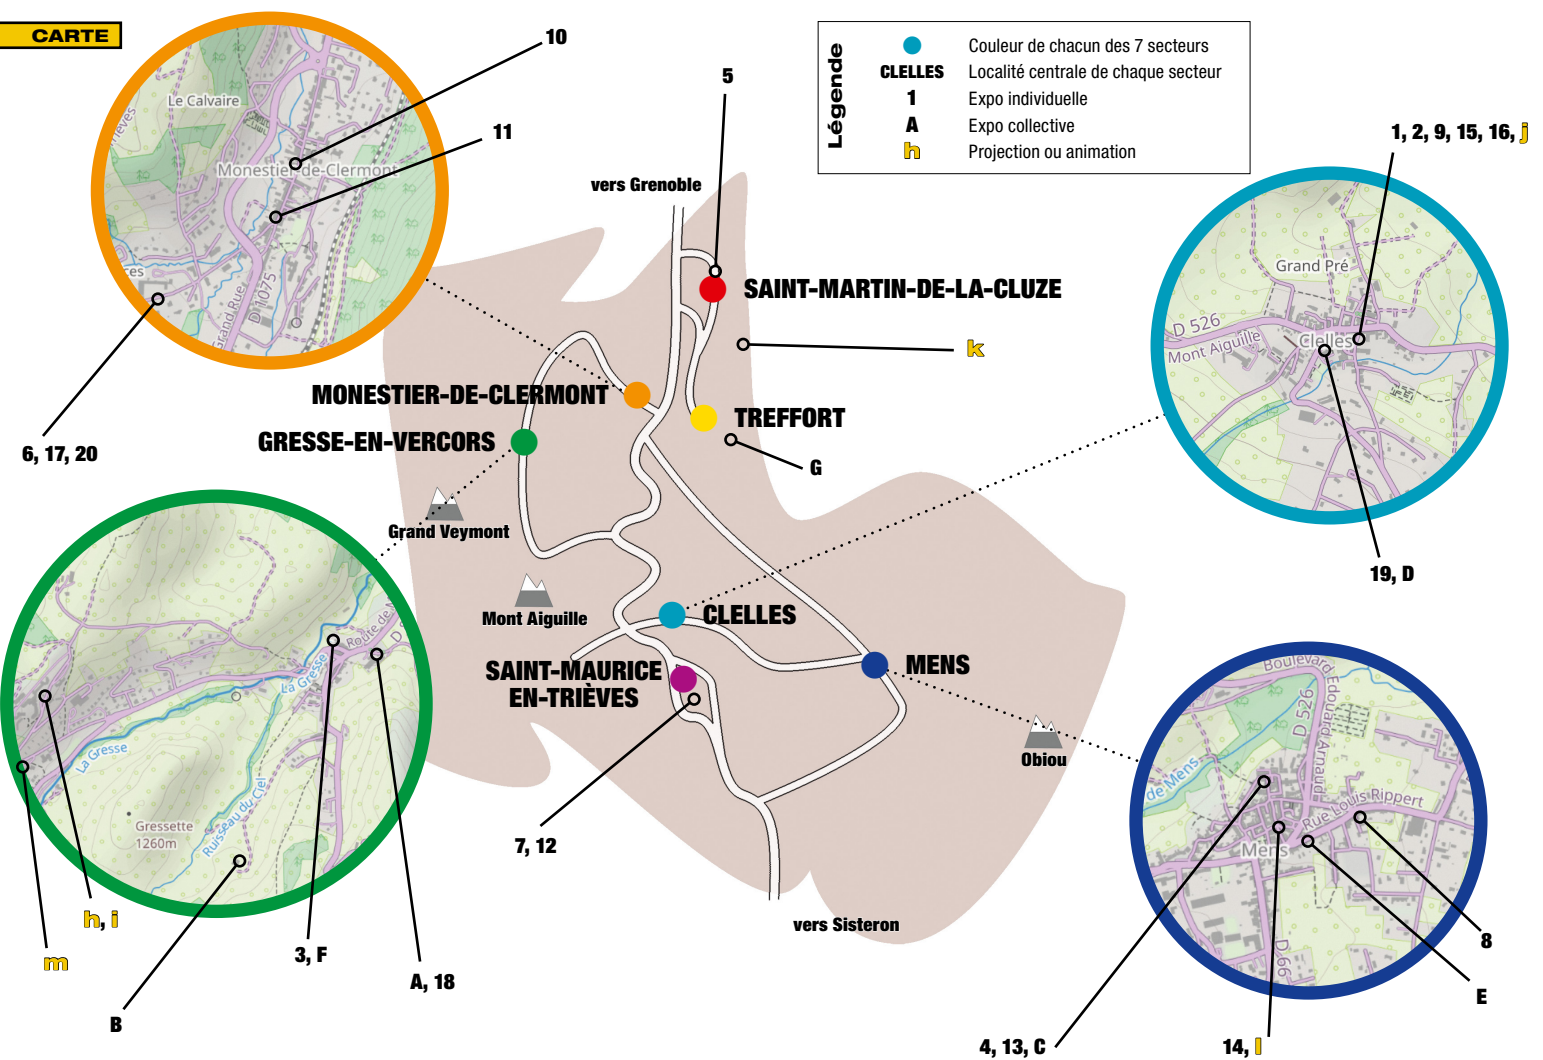 CARTE
Légende
Couleur de chacun des 7 secteurs
CLELLES Localité centrale de chaque secteur
1 Expo individuelle
A Expo collective
h Projection ou animation
10
11
Le Calvaire
Monestier-de-Clermont
Grand Rue
D 1075
6, 17, 20
5
vers Grenoble
SAINT-MARTIN-DE-LA-CLUZE
k
MONESTIER-DE-CLERMONT
TREFFORT
GRESSE-EN-VERCORS
G
Grand Veymont
Mont Aiguille
CLELLES
SAINT-MAURICE
EN-TRIÈVES
MENS
Obiou
7, 12
vers Sisteron
1, 2, 9, 15, 16, j
Grand Pré
D 526
Mont Aiguille
Clelles
19, D
La Gresse
Route de
La Gresse
Ruisseau du Ciel
Gressette
1260m
h, i
m
3, F
A, 18
B
Boulevard Edouard Arnaud
D 526
de Mens
Rue Louis Rippert
Mens
D 66
8
E
4, 13, C
14, l